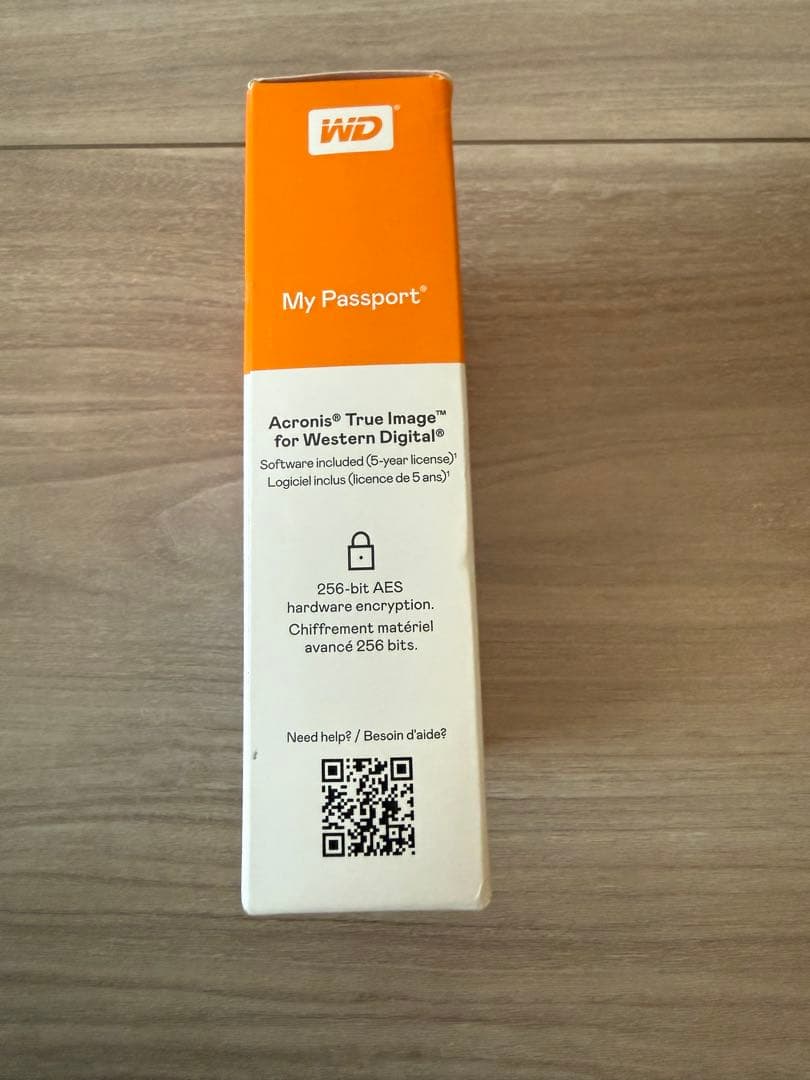 WD®
My Passport®
Acronis® True Image™
for Western Digital®
Software included (5-year license)¹
Logiciel inclus (licence de 5 ans)¹
256-bit AES
hardware encryption.
Chiffrement matériel
avancé 256 bits.
Need help? / Besoin d'aide?